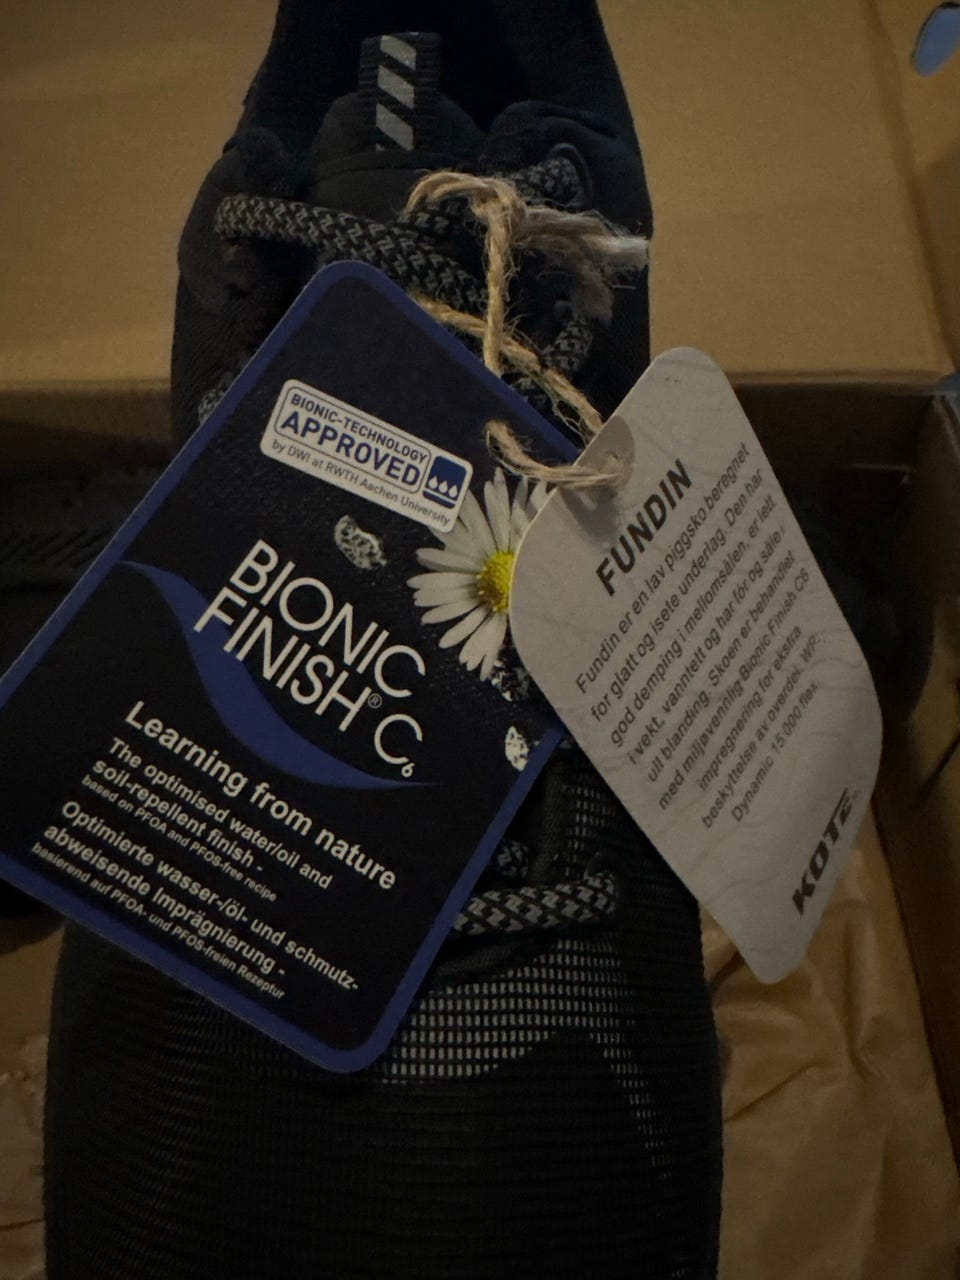 BIONIC-TECHNOLOGY
APPROVED
by DWI at RWTH Aachen University
BIONIC
FINISH® C6
Learning from nature
The optimised water/oil and
soil-repellent finish -
based on PFOA and PFOS-free recipe
Optimierte wasser-/öl- und schmutz-
abweisende Imprägnierung -
basierend auf PFOA- und PFOS-freien Rezeptur
FUNDIN
Fundin er en lav piggsko beregnet
for glatt og isete underlag. Den har
god demping i mellomsålen, er lett
i vekt, vanntett og har for og såle i
ull blanding. Skoen er behandlet
med miljøvennlig Bionic Finish C6
impregnering for ekstra
beskyttelse av overdel. WP-
Dynamic 15 000 flex.
KOTE